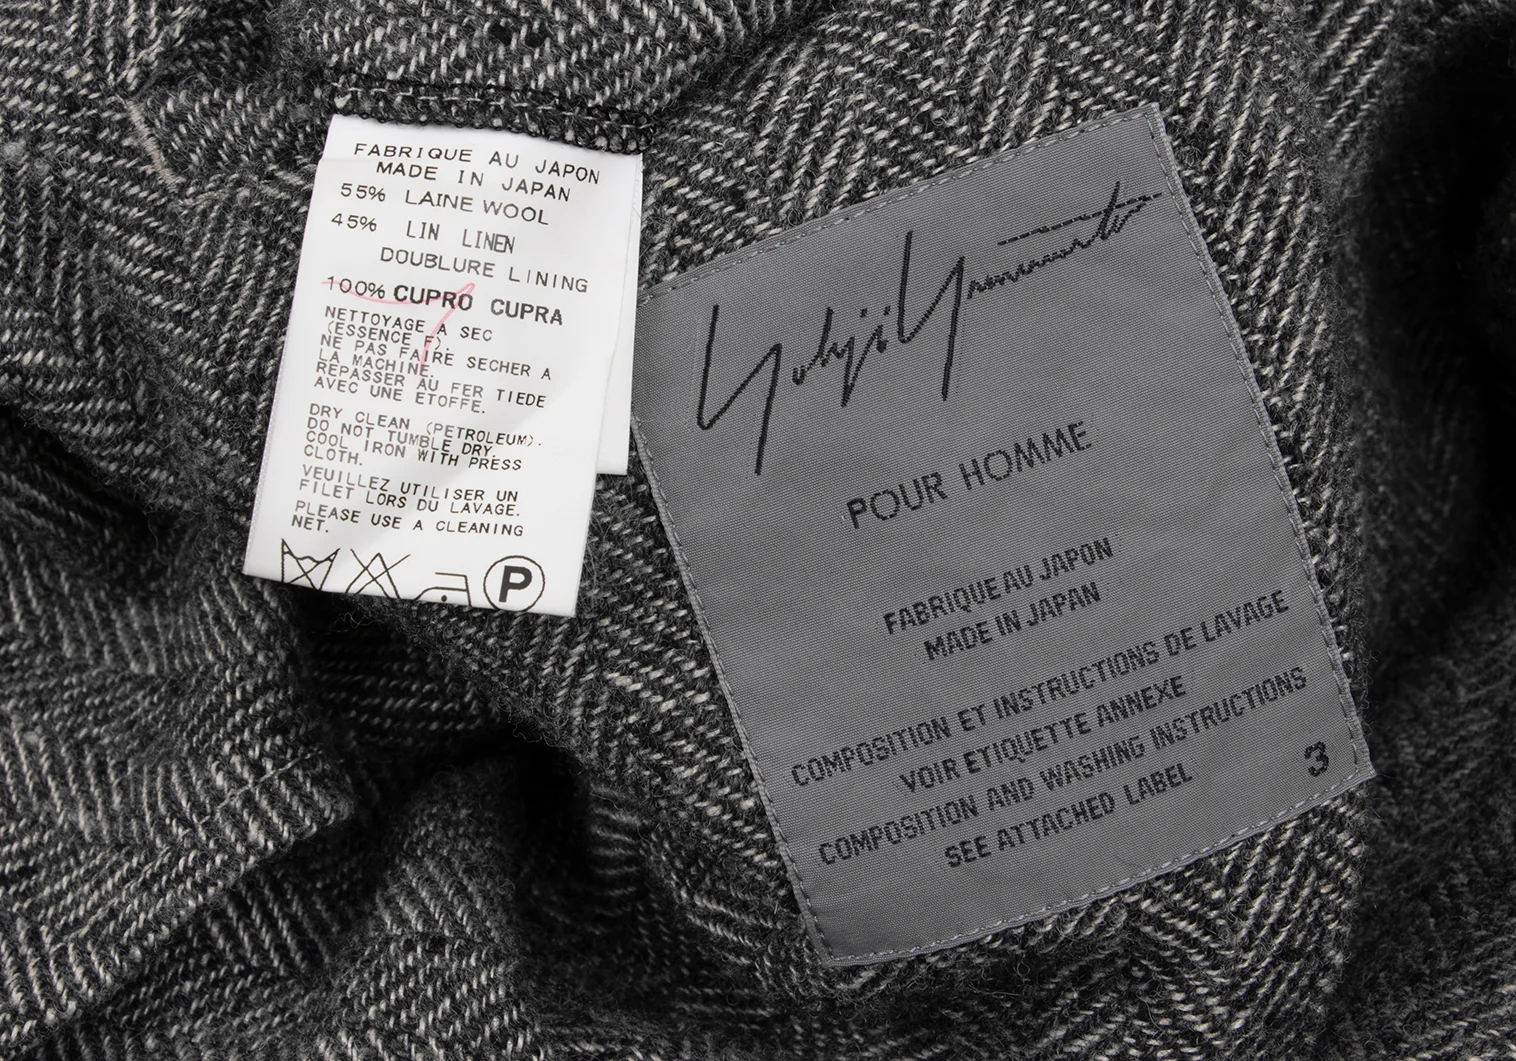 FABRIQUE AU JAPON
MADE IN JAPAN
55% LAINE WOOL
45% LIN LINEN
DOUBLURE LINING
100% CUPRO CUPRA
NETTOYAGE A SEC
(ESSENCE F).
NE PAS FAIRE SECHER A
LA MACHINE.
REPASSER AU FER TIEDE
AVEC UNE ETOFFE.
DRY CLEAN (PETROLEUM).
DO NOT TUMBLE DRY.
COOL IRON WITH PRESS
CLOTH.
VEUILLEZ UTILISER UN
FILET LORS DU LAVAGE.
PLEASE USE A CLEANING
NET.
P
Yohji Yamamoto
POUR HOMME
FABRIQUE AU JAPON
MADE IN JAPAN
COMPOSITION ET INSTRUCTIONS DE LAVAGE
VOIR ETIQUETTE ANNEXE
COMPOSITION AND WASHING INSTRUCTIONS
SEE ATTACHED LABEL
3